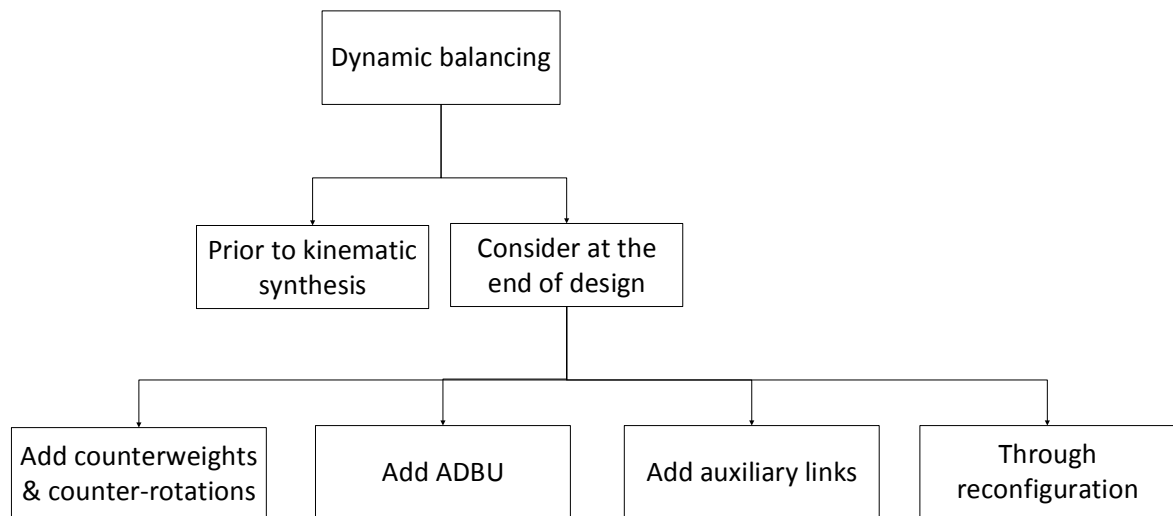 Dynamic balancing
Prior to kinematic
synthesis
Consider at the
end of design
Add counterweights
& counter-rotations
Add ADBU
Add auxiliary links
Through
reconfiguration